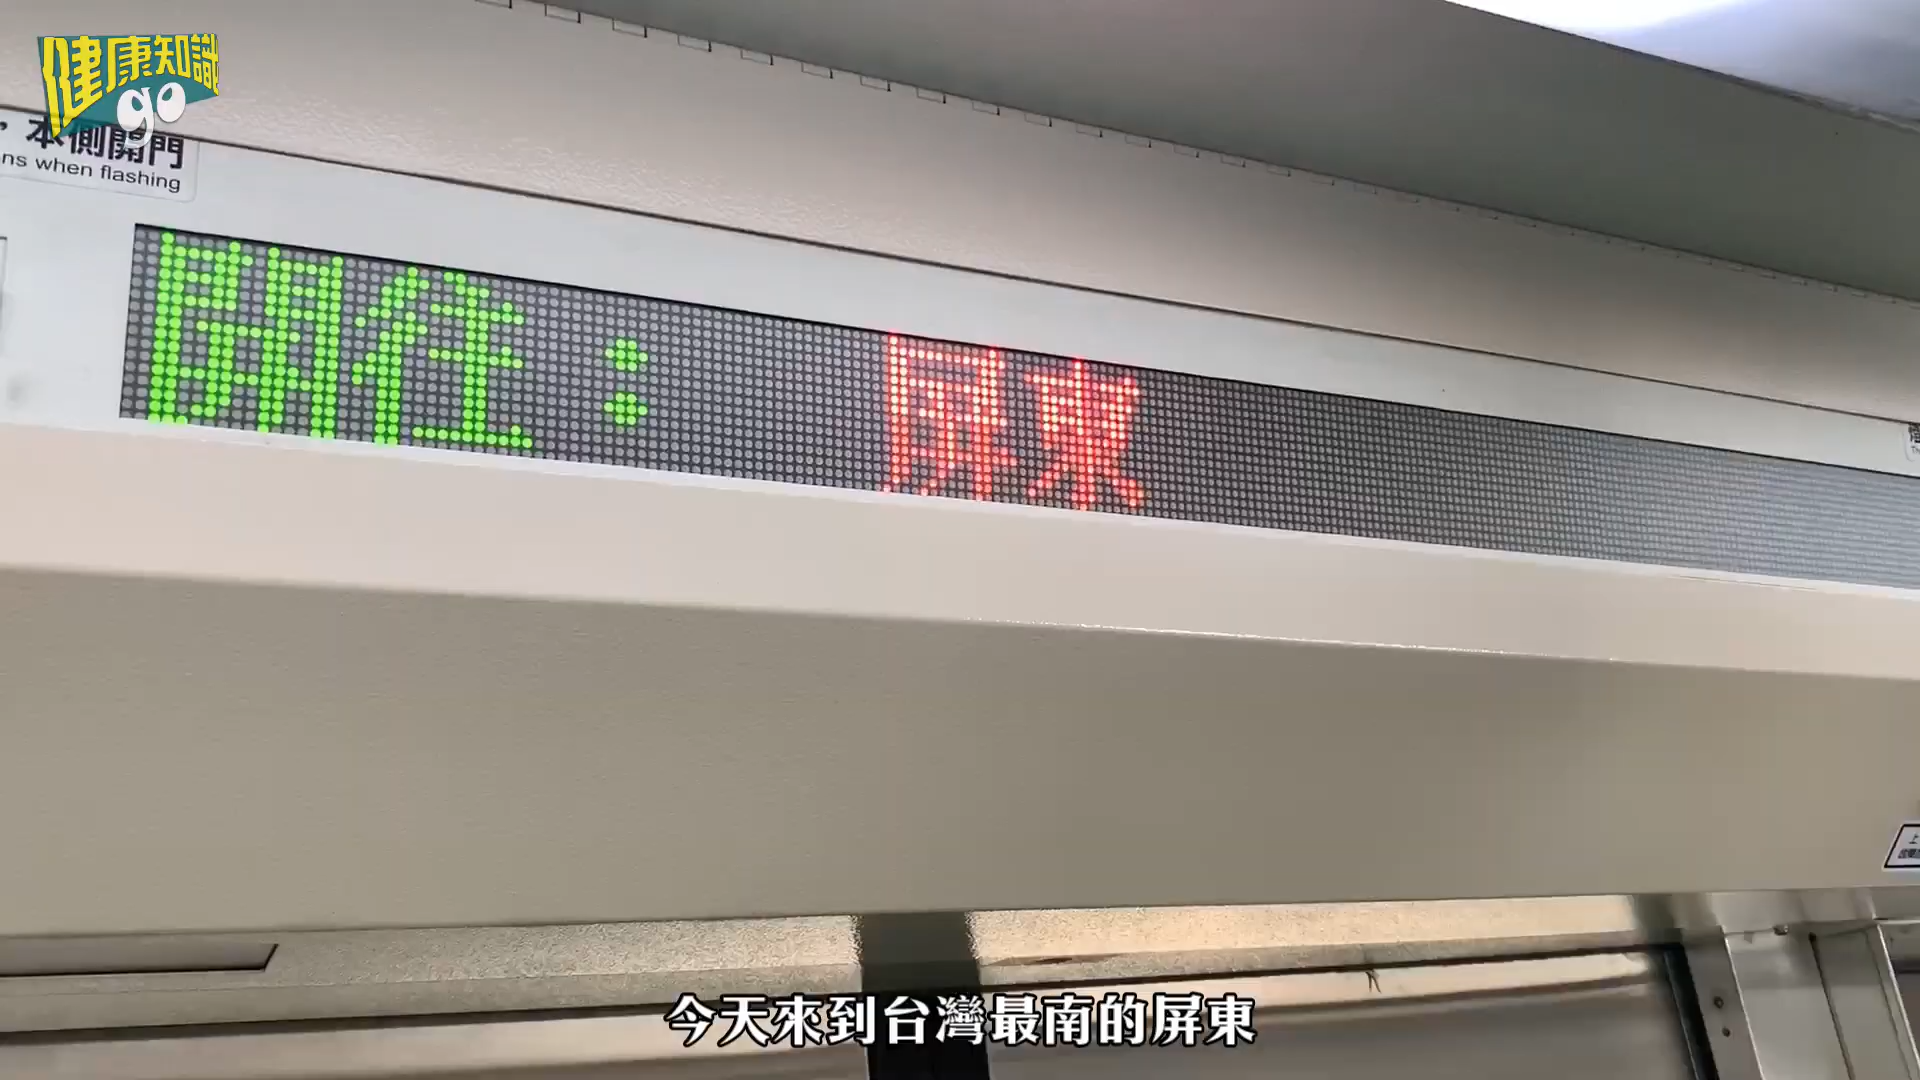 健康知識
go
，本側開門
ns when flashing
開往： 屏東
上
今天來到台灣最南的屏東